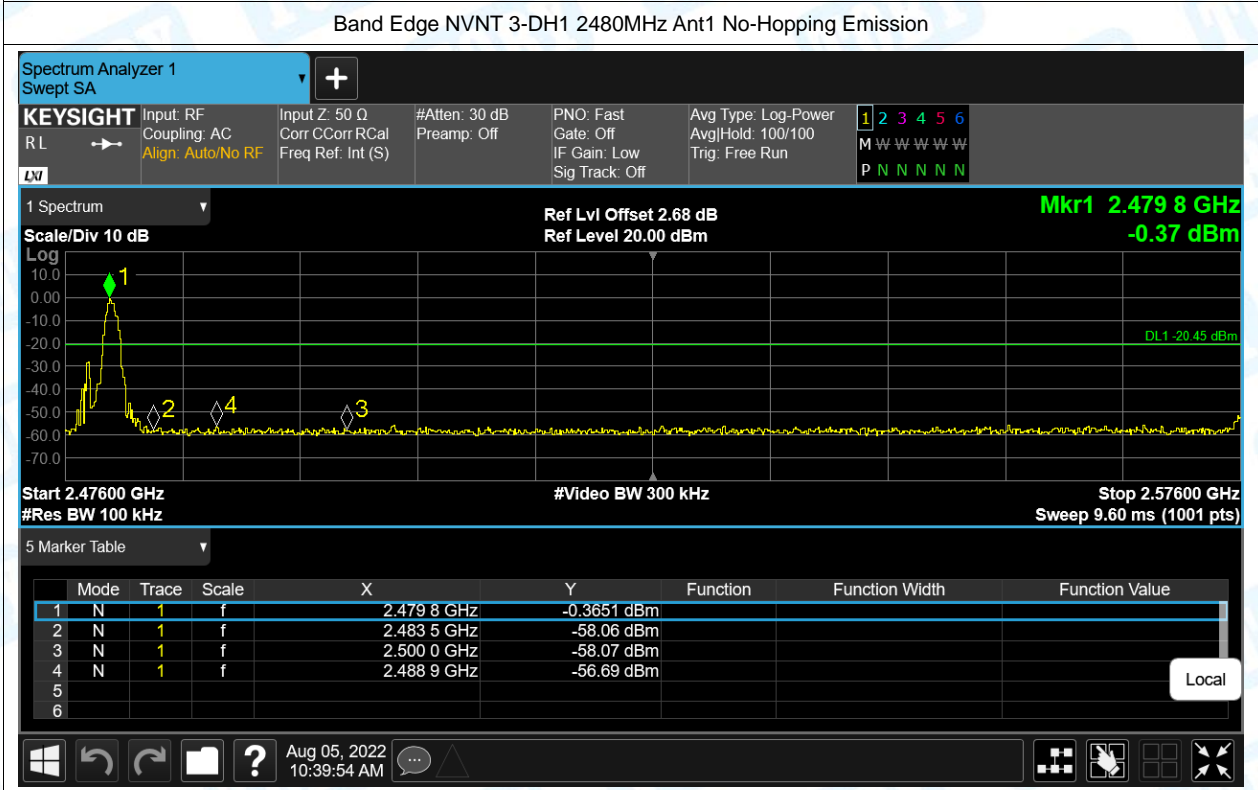 Band Edge NVNT 3-DH1 2480MHz Ant1 No-Hopping Emission
Spectrum Analyzer 1
Swept SA
KEYSIGHT
RL
LXI
Input: RF
Coupling: AC
Align: Auto/No RF
Input Z: 50 Ω
Corr CCorr RCal
Freq Ref: Int (S)
#Atten: 30 dB
Preamp: Off
PNO: Fast
Gate: Off
IF Gain: Low
Sig Track: Off
Avg Type: Log-Power
Avg|Hold: 100/100
Trig: Free Run
1 2 3 4 5 6
M W W W W W
P N N N N N
1 Spectrum
Scale/Div 10 dB
Ref Lvl Offset 2.68 dB
Ref Level 20.00 dBm
Mkr1 2.479 8 GHz
-0.37 dBm
Log
10.0
0.00
-10.0
-20.0
-30.0
-40.0
-50.0
-60.0
-70.0
1
2
4
3
DL1 -20.45 dBm
Start 2.47600 GHz
#Video BW 300 kHz
Stop 2.57600 GHz
#Res BW 100 kHz
Sweep 9.60 ms (1001 pts)
5 Marker Table
Mode Trace Scale X Y Function Function Width Function Value
1 N 1 f 2.479 8 GHz -0.3651 dBm
2 N 1 f 2.483 5 GHz -58.06 dBm
3 N 1 f 2.500 0 GHz -58.07 dBm
4 N 1 f 2.488 9 GHz -56.69 dBm
5
6
Local
?
Aug 05, 2022
10:39:54 AM